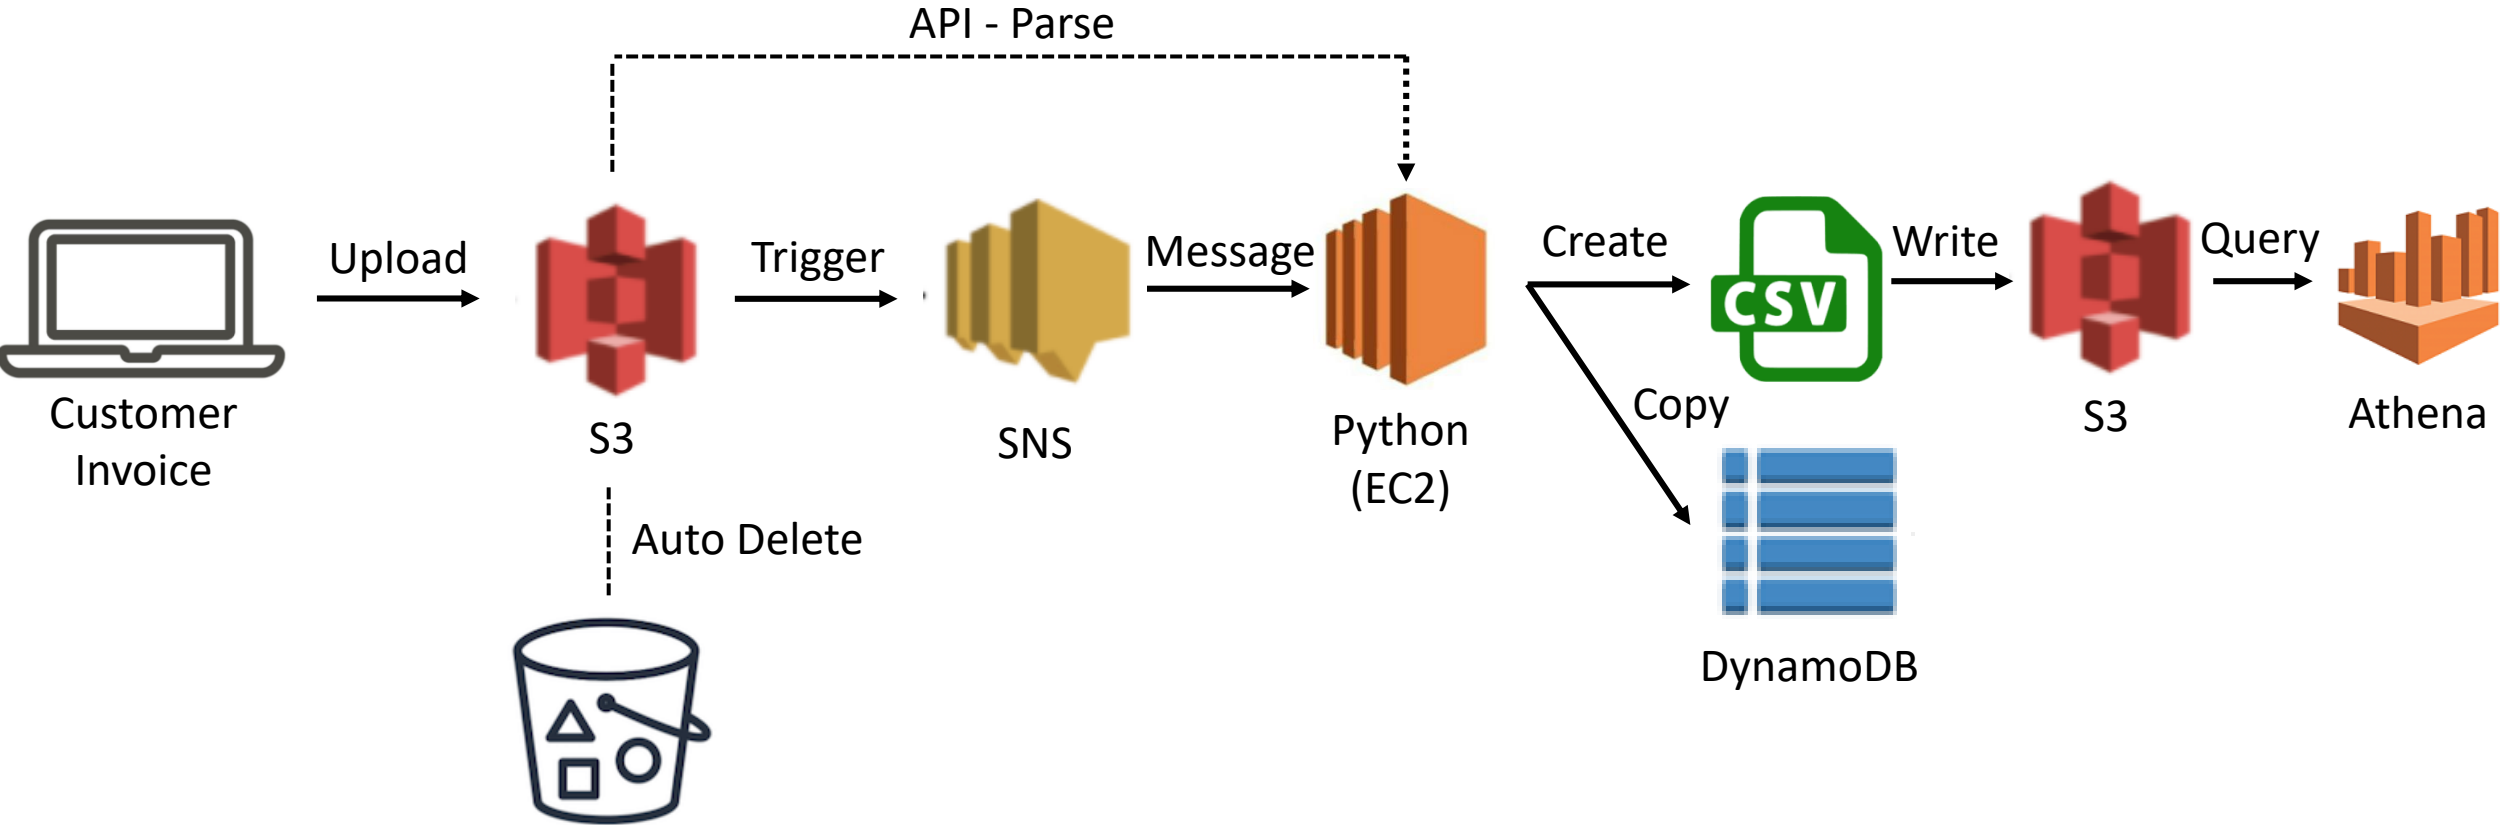 API - Parse
Upload
Trigger
Message
Create
Write
Query
CSV
Customer
Invoice
S3
SNS
Python
(EC2)
Copy
S3
Athena
Auto Delete
DynamoDB